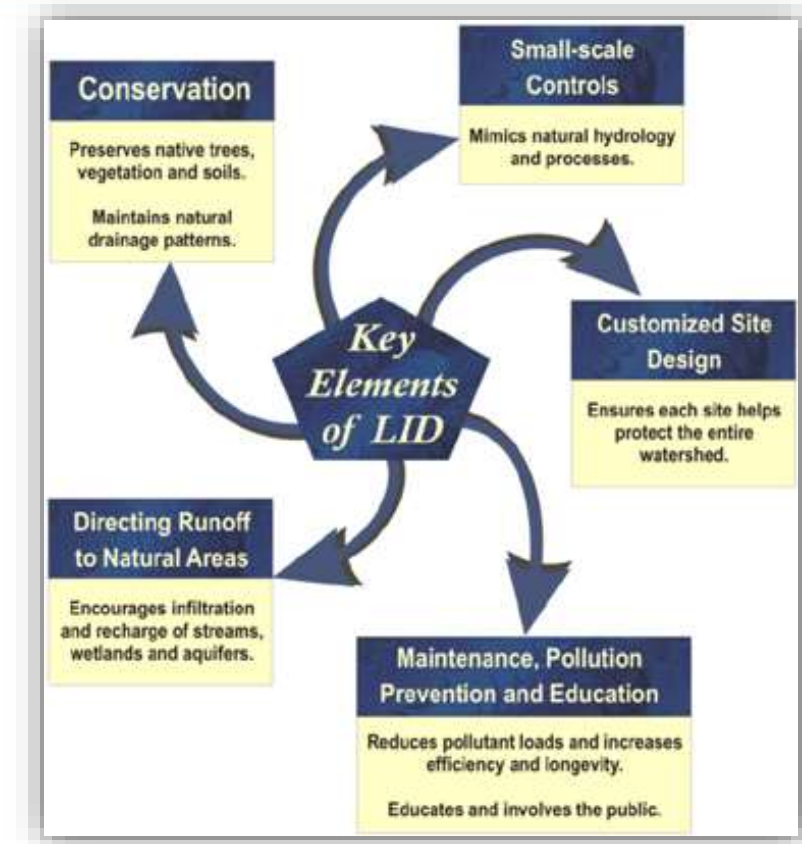 Conservation
Preserves native trees,
vegetation and soils.
Maintains natural
drainage patterns.
Small-scale
Controls
Mimics natural hydrology
and processes.
Key
Elements
of LID
Customized Site
Design
Ensures each site helps
protect the entire
watershed.
Directing Runoff
to Natural Areas
Encourages infiltration
and recharge of streams,
wetlands and aquifers.
Maintenance, Pollution
Prevention and Education
Reduces pollutant loads and increases
efficiency and longevity.
Educates and involves the public.